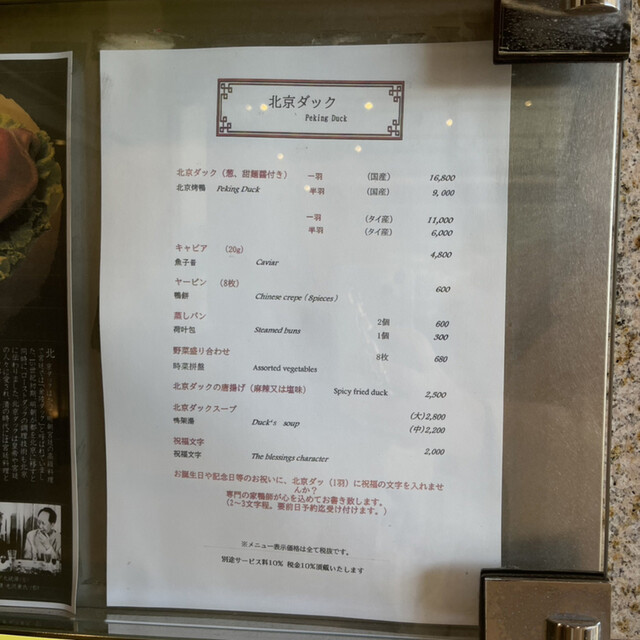 北京ダック
Peking Duck
北京ダック（葱、甜麺醤付き） 一羽 （国産） 16,800
北京烤鴨 Peking Duck 半羽 （国産） 9,000
一羽 （タイ産） 11,000
半羽 （タイ産） 6,000
キャビア （20g） 4,800
魚子醤 Caviar
ヤーピン （8枚） 600
鴨餅 Chinese crepe ( 8pieces )
蒸しパン 2個 600
荷叶包 Steamed buns 1個 300
野菜盛り合わせ 8枚 680
時菜拼盤 Assorted vegetables
北京ダックの唐揚げ（麻辣又は塩味） Spicy fried duck 2,500
北京ダックスープ (大)2,800
鴨架湯 Duck's soup (中)2,200
祝福文字 2,000
祝福文字 The blessings character
お誕生日や記念日等のお祝いに、北京ダッ（1羽）に祝福の文字を入れませ
んか？
専門の家鴨師が心を込めてお書き致します。
（2～3文字程。要前日予約迄受け付けます。）
※メニュー表示価格は全て税抜です。
別途サービス料10% 税金10%頂戴いたします